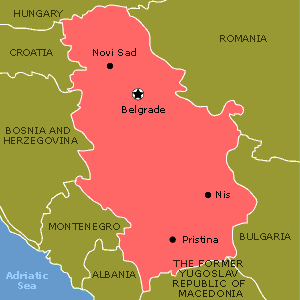 HUNGARY
CROATIA
Novi Sad
ROMANIA
Belgrade
BOSNIA AND
HERZEGOVINA
Nis
MONTENEGRO
Pristina
BULGARIA
Adriatic
Sea
ALBANIA
THE FORMER
YUGOSLAV
REPUBLIC OF
MACEDONIA